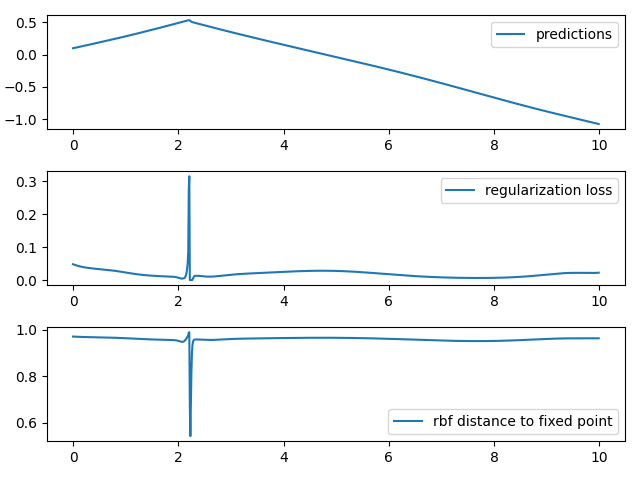 0.5
0.0
−0.5
−1.0
predictions
0 2 4 6 8 10
0.3
0.2
0.1
0.0
regularization loss
0 2 4 6 8 10
1.0
0.8
0.6
rbf distance to fixed point
0 2 4 6 8 10